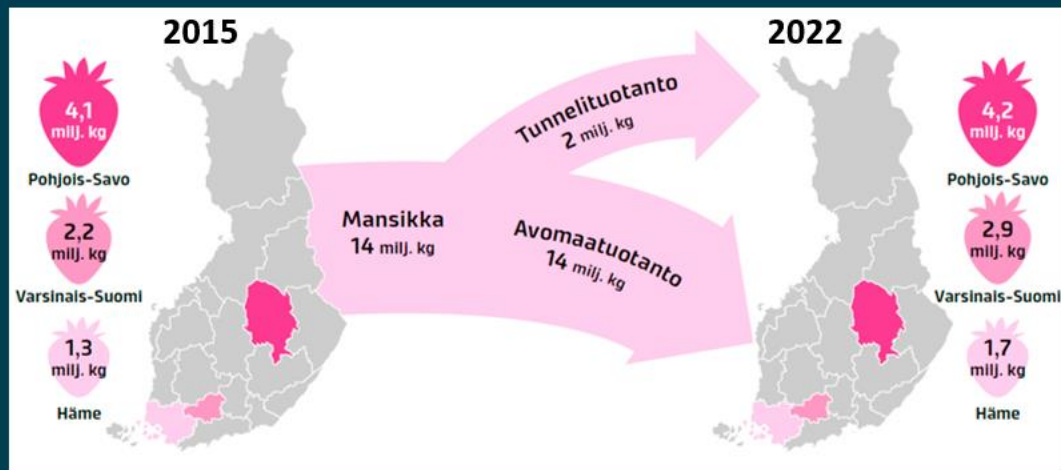 2015
4,1
milj. kg
Pohjois-Savo
2,2
milj. kg
Varsinais-Suomi
1,3
milj. kg
Häme
Mansikka
14 milj. kg
Tunnelituotanto
2 milj. kg
Avomaatuotanto
14 milj. kg
2022
4,2
milj. kg
Pohjois-Savo
2,9
milj. kg
Varsinais-Suomi
1,7
milj. kg
Häme